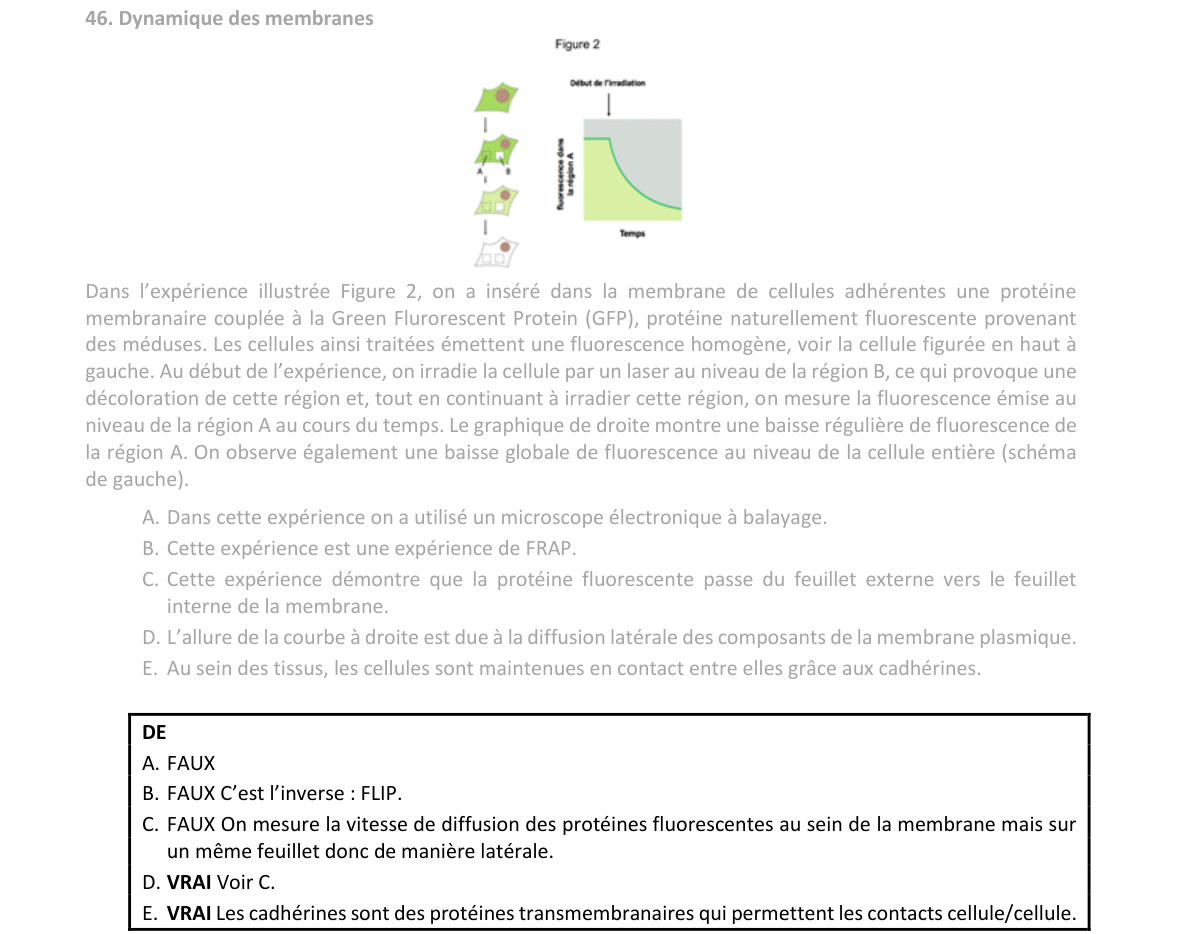 46. Dynamique des membranes
Figure 2
Début de l'irradiation
fluorescence dans
la région A
A
B
Temps
Dans l'expérience illustrée Figure 2, on a inséré dans la membrane de cellules adhérentes une protéine
membranaire couplée à la Green Flurorescent Protein (GFP), protéine naturellement fluorescente provenant
des méduses. Les cellules ainsi traitées émettent une fluorescence homogène, voir la cellule figurée en haut à
gauche. Au début de l'expérience, on irradie la cellule par un laser au niveau de la région B, ce qui provoque une
décoloration de cette région et, tout en continuant à irradier cette région, on mesure la fluorescence émise au
niveau de la région A au cours du temps. Le graphique de droite montre une baisse régulière de fluorescence de
la région A. On observe également une baisse globale de fluorescence au niveau de la cellule entière (schéma
de gauche).
A. Dans cette expérience on a utilisé un microscope électronique à balayage.
B. Cette expérience est une expérience de FRAP.
C. Cette expérience démontre que la protéine fluorescente passe du feuillet externe vers le feuillet
interne de la membrane.
D. L'allure de la courbe à droite est due à la diffusion latérale des composants de la membrane plasmique.
E. Au sein des tissus, les cellules sont maintenues en contact entre elles grâce aux cadhérines.
DE
A. FAUX
B. FAUX C'est l'inverse : FLIP.
C. FAUX On mesure la vitesse de diffusion des protéines fluorescentes au sein de la membrane mais sur
un même feuillet donc de manière latérale.
D. VRAI Voir C.
E. VRAI Les cadhérines sont des protéines transmembranaires qui permettent les contacts cellule/cellule.